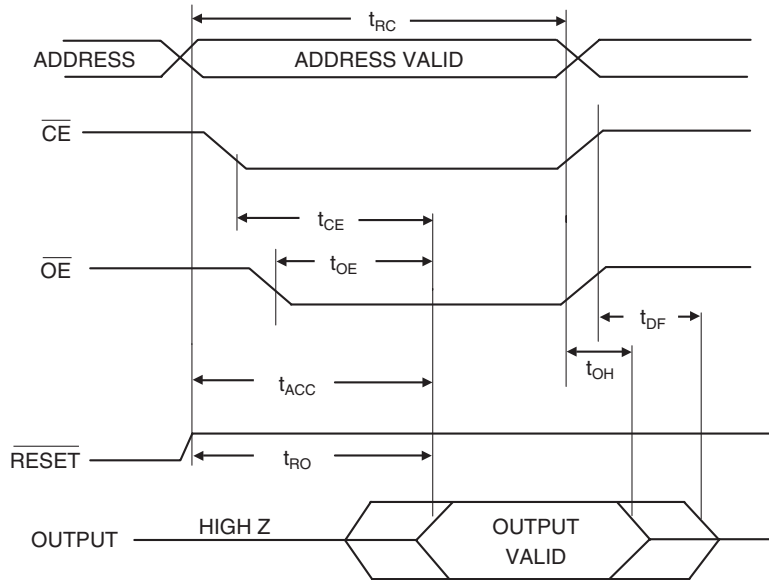 tRC
ADDRESS
ADDRESS VALID
CE
tCE
OE
tOE
tDF
tOH
tACC
RESET
tRO
OUTPUT
HIGH Z
OUTPUT
VALID